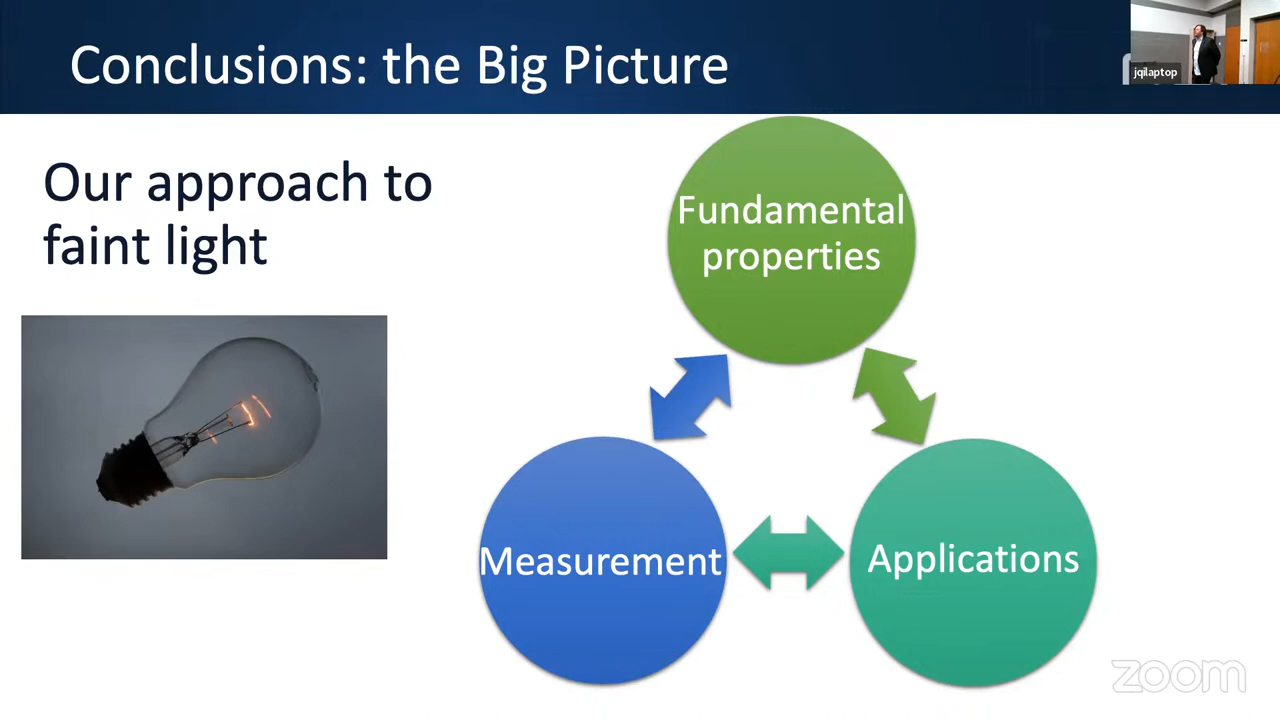 Conclusions: the Big Picture
jqilaptop
Our approach to
faint light
Fundamental
properties
Measurement
Applications
zoom